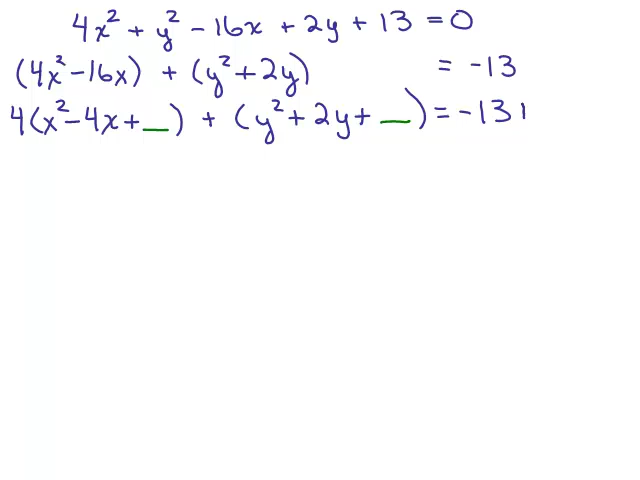 4x² + y² - 16x + 2y + 13 = 0
(4x² - 16x) + (y² + 2y) = -13
4(x² - 4x + __) + (y² + 2y + __) = -13